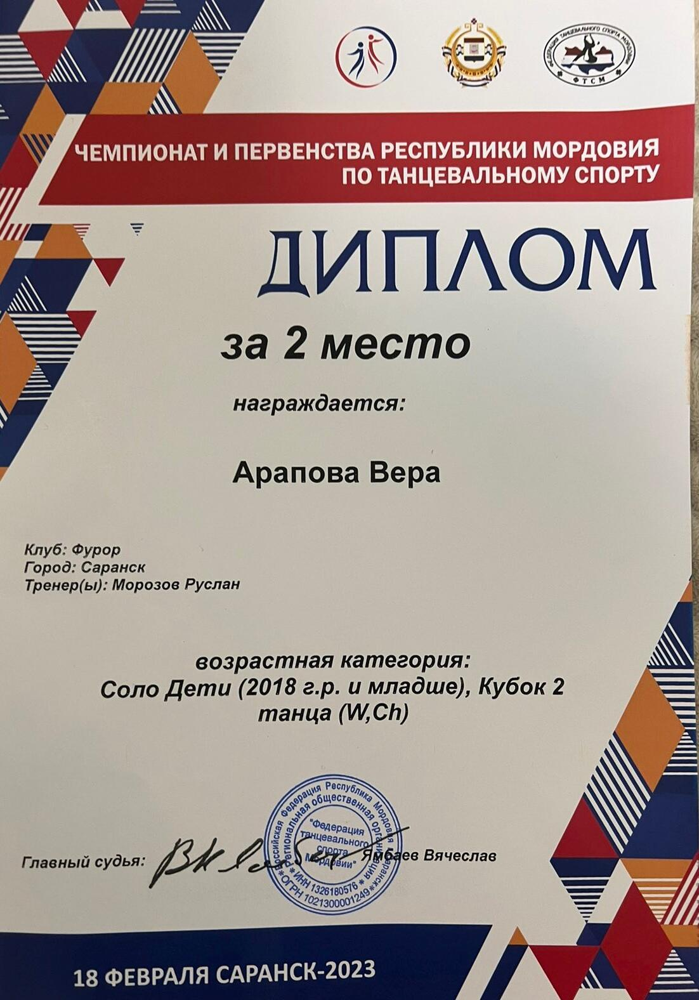 ФЕДЕРАЦИЯ ТАНЦЕВАЛЬНОГО СПОРТА МОРДОВИИ
ФТСМ
ЧЕМПИОНАТ И ПЕРВЕНСТВА РЕСПУБЛИКИ МОРДОВИЯ
ПО ТАНЦЕВАЛЬНОМУ СПОРТУ
ДИПЛОМ
за 2 место
награждается:
Арапова Вера
Клуб: Фурор
Город: Саранск
Тренер(ы): Морозов Руслан
возрастная категория:
Соло Дети (2018 г.р. и младше), Кубок 2
танца (W,Ch)
Российская Федерация Республика Мордовия г. Саранск
Региональная общественная организация
"Федерация
танцевального
спорта
Мордовии"
ИНН 1326180576
ОГРН 1021300001249
Главный судья:
Ямбаев Вячеслав
18 ФЕВРАЛЯ САРАНСК-2023